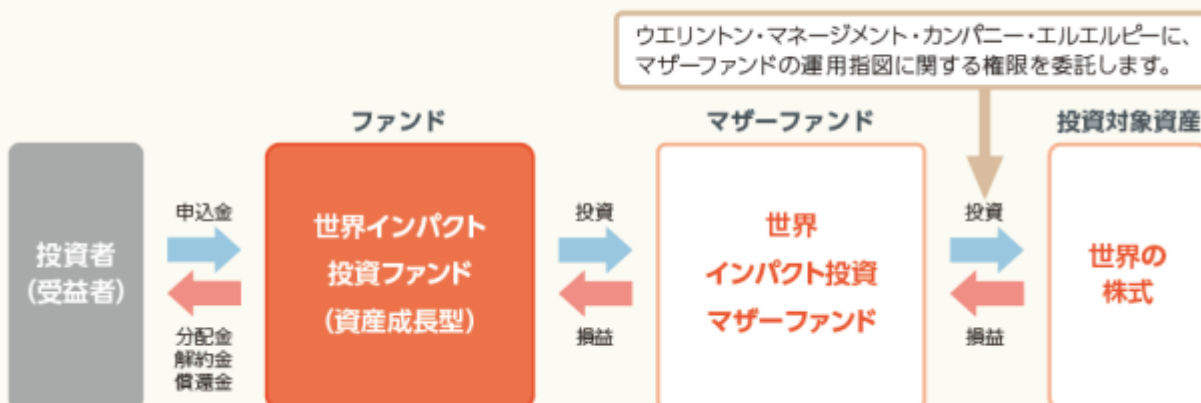 ウエリントン・マネージメント・カンパニー・エルエルピーに、
マザーファンドの運用指図に関する権限を委託します。
ファンド
マザーファンド
投資対象資産
投資者
(受益者)
申込金
分配金
解約金
償還金
世界インパクト
投資ファンド
(資産成長型)
投資
損益
世界
インパクト投資
マザーファンド
投資
損益
世界の
株式